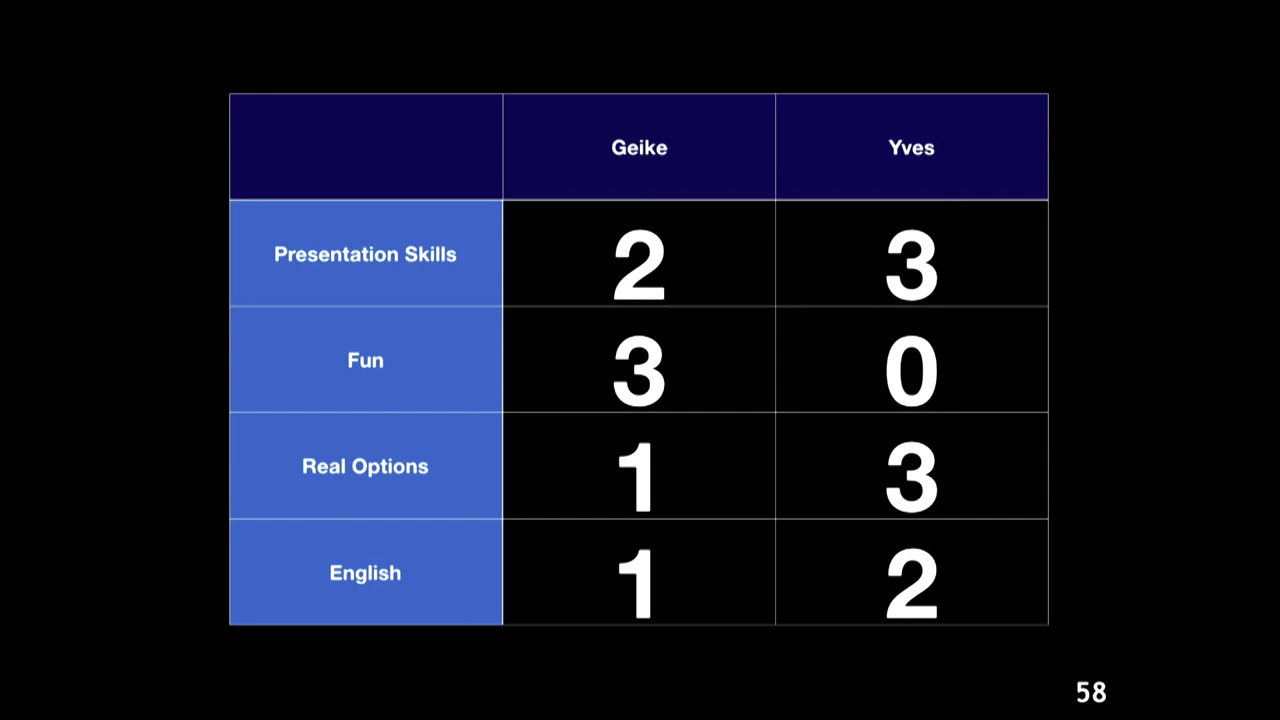 Geike Yves
Presentation Skills 2 3
Fun 3 0
Real Options 1 3
English 1 2
58